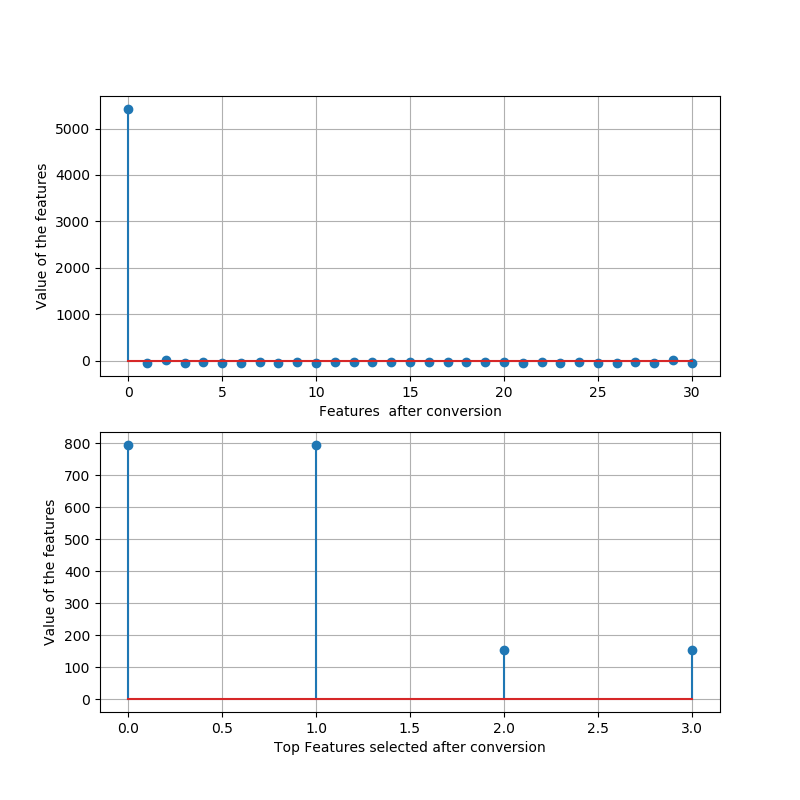 5000
4000
3000
2000
1000
0
Value of the features
0 5 10 15 20 25 30
Features after conversion
800
700
600
500
400
300
200
100
0
Value of the features
0.0 0.5 1.0 1.5 2.0 2.5 3.0
Top Features selected after conversion